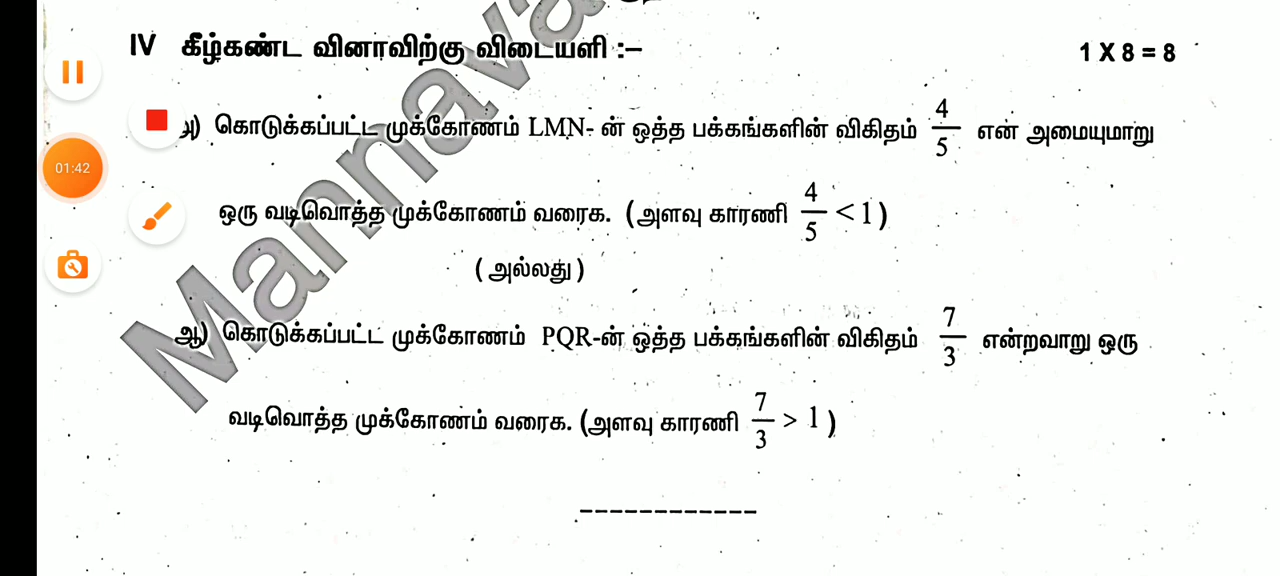 IV கீழ்கண்ட வினாவிற்கு விடையளி :– 1 X 8 = 8
அ) கொடுக்கப்பட்ட முக்கோணம் LMN- ன் ஒத்த பக்கங்களின் விகிதம் 4/5 என் அமையுமாறு
01:42
ஒரு வடிவொத்த முக்கோணம் வரைக. (அளவு காரணி 4/5 < 1)
(அல்லது)
ஆ) கொடுக்கப்பட்ட முக்கோணம் PQR-ன் ஒத்த பக்கங்களின் விகிதம் 7/3 என்றவாறு ஒரு
வடிவொத்த முக்கோணம் வரைக. (அளவு காரணி 7/3 > 1)
------------